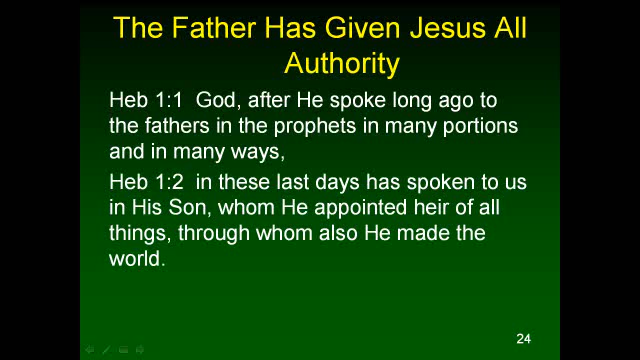 The Father Has Given Jesus All
Authority
Heb 1:1  God, after He spoke long ago to
the fathers in the prophets in many portions
and in many ways,
Heb 1:2  in these last days has spoken to us
in His Son, whom He appointed heir of all
things, through whom also He made the
world.
24